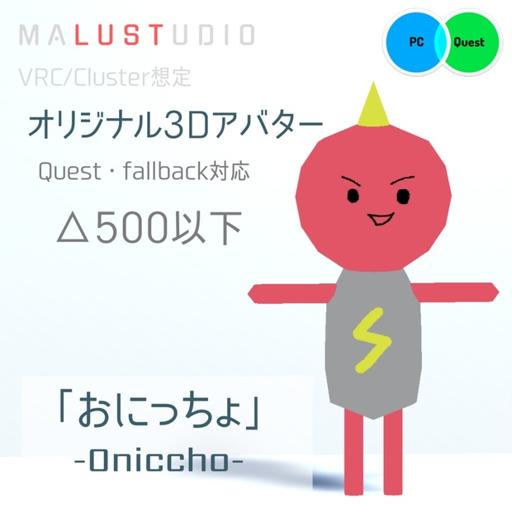 MALUSTUDIO
PC
Quest
VRC/Cluster想定
オリジナル3Dアバター
Quest・fallback対応
△500以下
「おにっちょ」
-Oniccho-